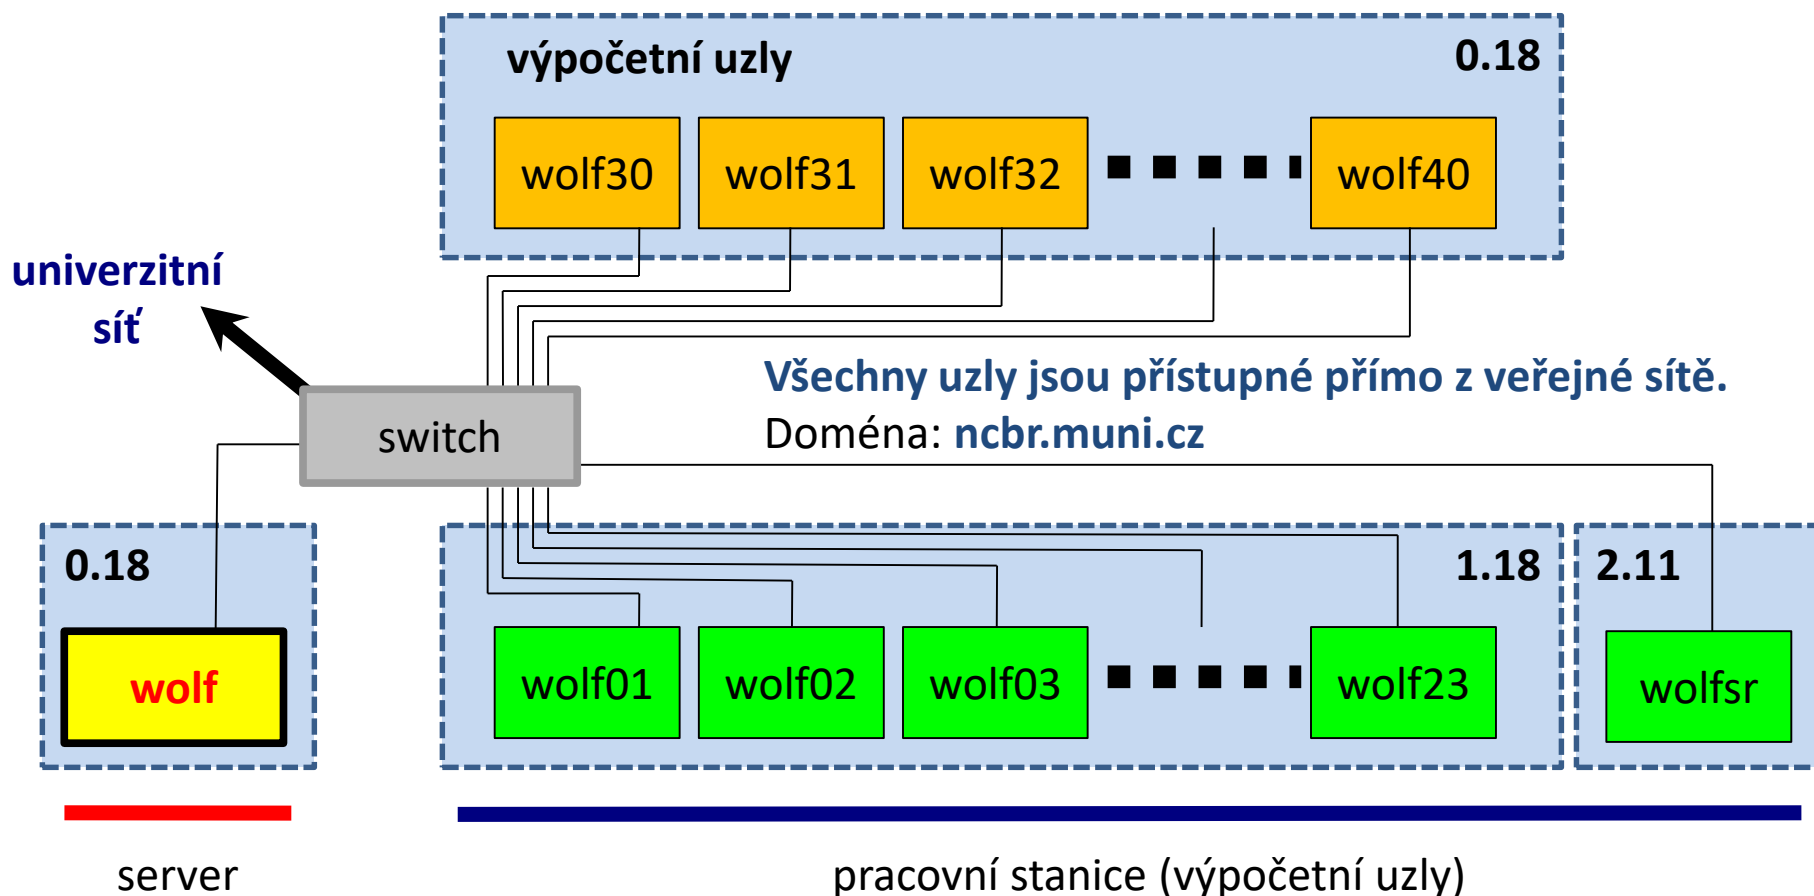 výpočetní uzly 0.18
wolf30 wolf31 wolf32 wolf40
univerzitní
síť
Všechny uzly jsou přístupné přímo z veřejné sítě.
Doména: ncbr.muni.cz
switch
0.18 1.18 2.11
wolf wolf01 wolf02 wolf03 wolf23 wolfsr
server pracovní stanice (výpočetní uzly)